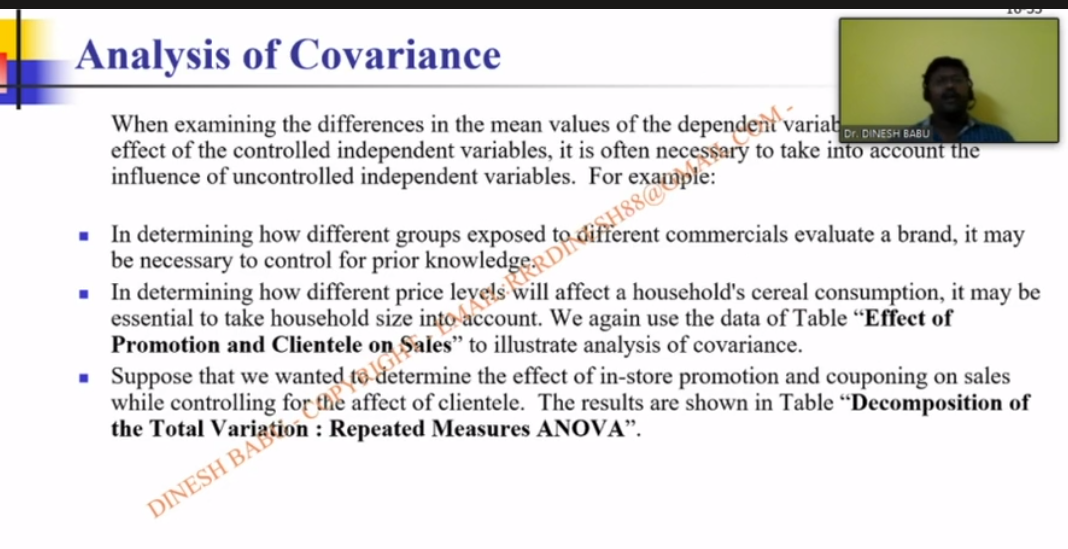 Analysis of Covariance
Dr. DINESH BABU
When examining the differences in the mean values of the dependent
effect of the controlled independent variables, it is often necessary to take into account the
influence of uncontrolled independent variables. For example:
In determining how different groups exposed to different commercials evaluate a brand, it may
be necessary to control for prior knowledge.
In determining how different price levels will affect a household's cereal consumption, it may be
essential to take household size into account. We again use the data of Table “Effect of
Promotion and Clientele on Sales” to illustrate analysis of covariance.
Suppose that we wanted to determine the effect of in-store promotion and couponing on sales
while controlling for the affect of clientele. The results are shown in Table “Decomposition of
the Total Variation : Repeated Measures ANOVA”.
DINESH BABU - COPYRIGHT - EMAIL-RRRDINESH88@GMAIL.COM -